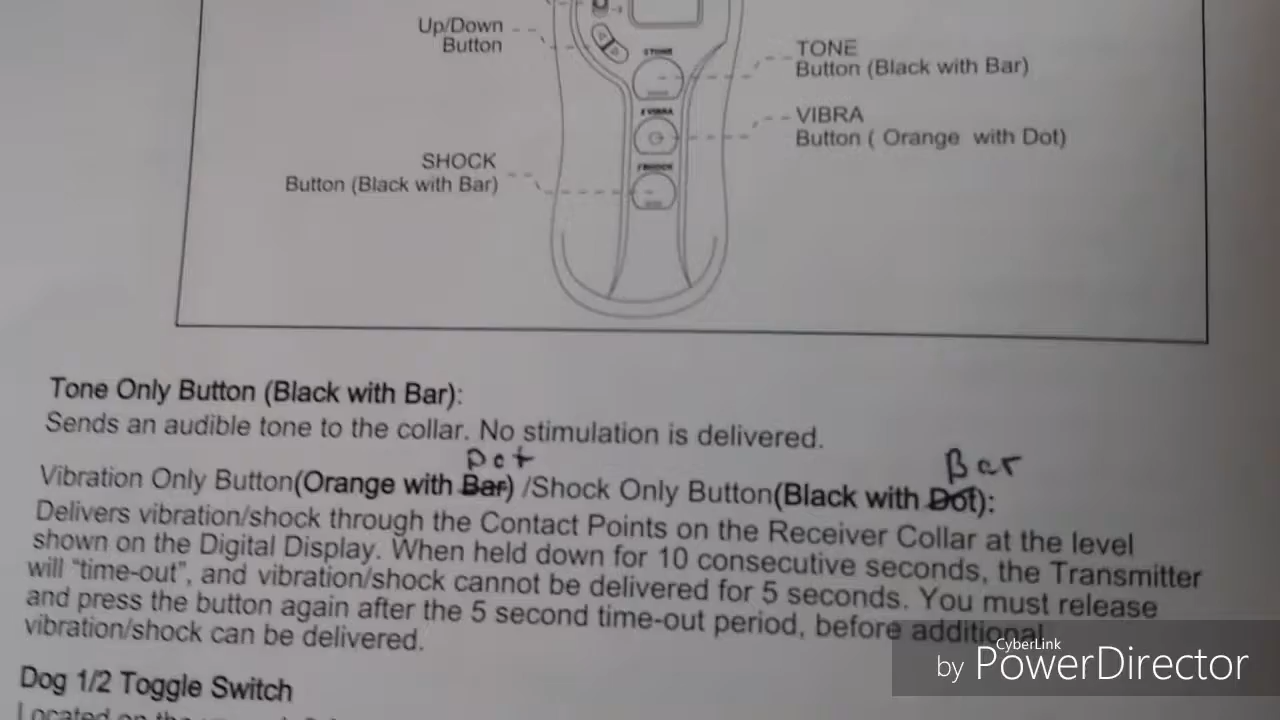 Up/Down
Button
TONE
Button (Black with Bar)
VIBRA
Button ( Orange with Dot)
SHOCK
Button (Black with Bar)
Tone Only Button (Black with Bar):
Sends an audible tone to the collar. No stimulation is delivered.
Dot Bar
Vibration Only Button(Orange with Bar) /Shock Only Button(Black with Dot):
Delivers vibration/shock through the Contact Points on the Receiver Collar at the level
shown on the Digital Display. When held down for 10 consecutive seconds, the Transmitter
will “time-out”, and vibration/shock cannot be delivered for 5 seconds. You must release
and press the button again after the 5 second time-out period, before additional
vibration/shock can be delivered.
Dog 1/2 Toggle Switch
Located on the
CyberLink
by PowerDirector